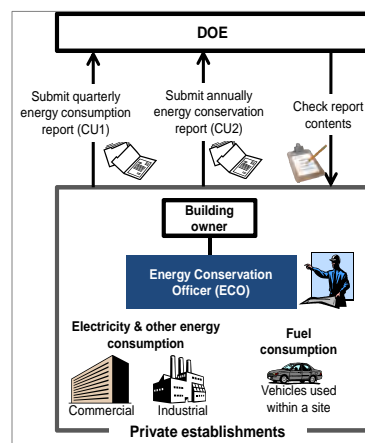 DOE
Submit quarterly
energy consumption
report (CU1)
Submit annually
energy conservation
report (CU2)
Check report
contents
Building
owner
Energy Conservation
Officer (ECO)
Electricity & other energy
consumption
Commercial
Industrial
Fuel
consumption
Vehicles used
within a site
Private establishments